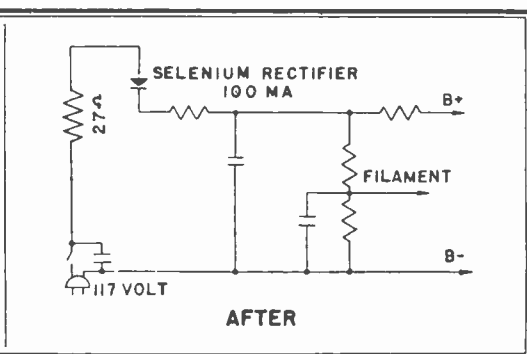 SELENIUM RECTIFIER
100 MA
27Ω
B+
FILAMENT
B-
117 VOLT
AFTER